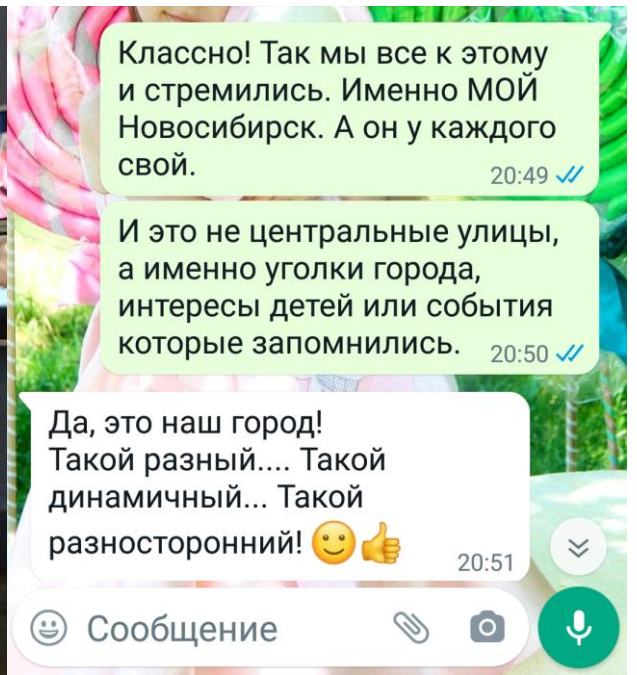 Классно! Так мы все к этому
и стремились. Именно МОЙ
Новосибирск. А он у каждого
свой.
20:49
И это не центральные улицы,
а именно уголки города,
интересы детей или события
которые запомнились.
20:50
Да, это наш город!
Такой разный.... Такой
динамичный... Такой
разносторонний! 🙂👍
20:51
Сообщение